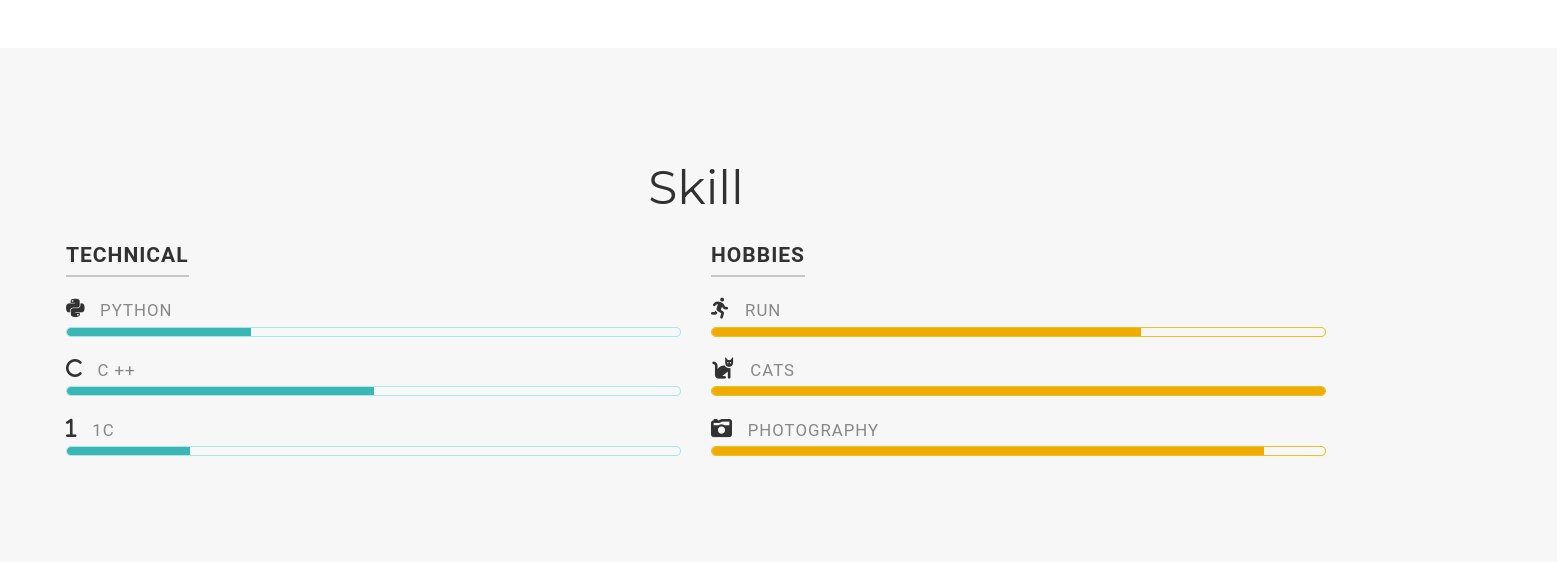 Skill
TECHNICAL
PYTHON
C C ++
1 1C
HOBBIES
RUN
CATS
PHOTOGRAPHY